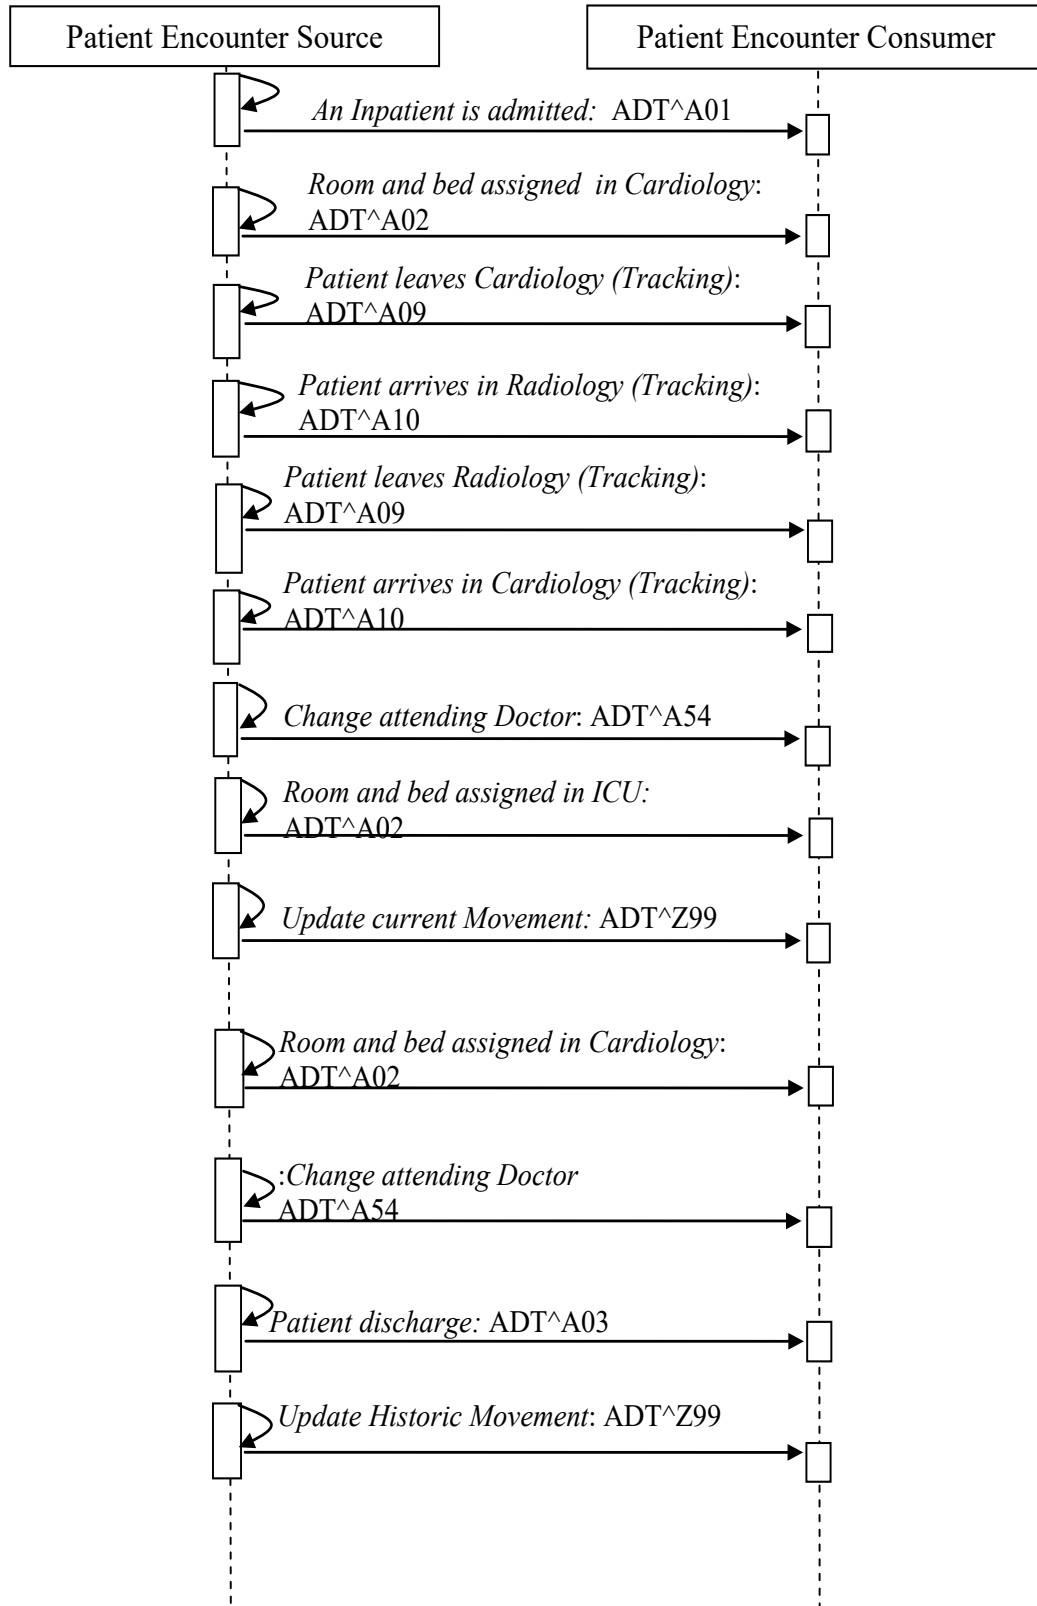 Patient Encounter Source
Patient Encounter Consumer
An Inpatient is admitted: ADT^A01
Room and bed assigned in Cardiology:
ADT^A02
Patient leaves Cardiology (Tracking):
ADT^A09
Patient arrives in Radiology (Tracking):
ADT^A10
Patient leaves Radiology (Tracking):
ADT^A09
Patient arrives in Cardiology (Tracking):
ADT^A10
Change attending Doctor: ADT^A54
Room and bed assigned in ICU:
ADT^A02
Update current Movement: ADT^Z99
Room and bed assigned in Cardiology:
ADT^A02
:Change attending Doctor
ADT^A54
Patient discharge: ADT^A03
Update Historic Movement: ADT^Z99